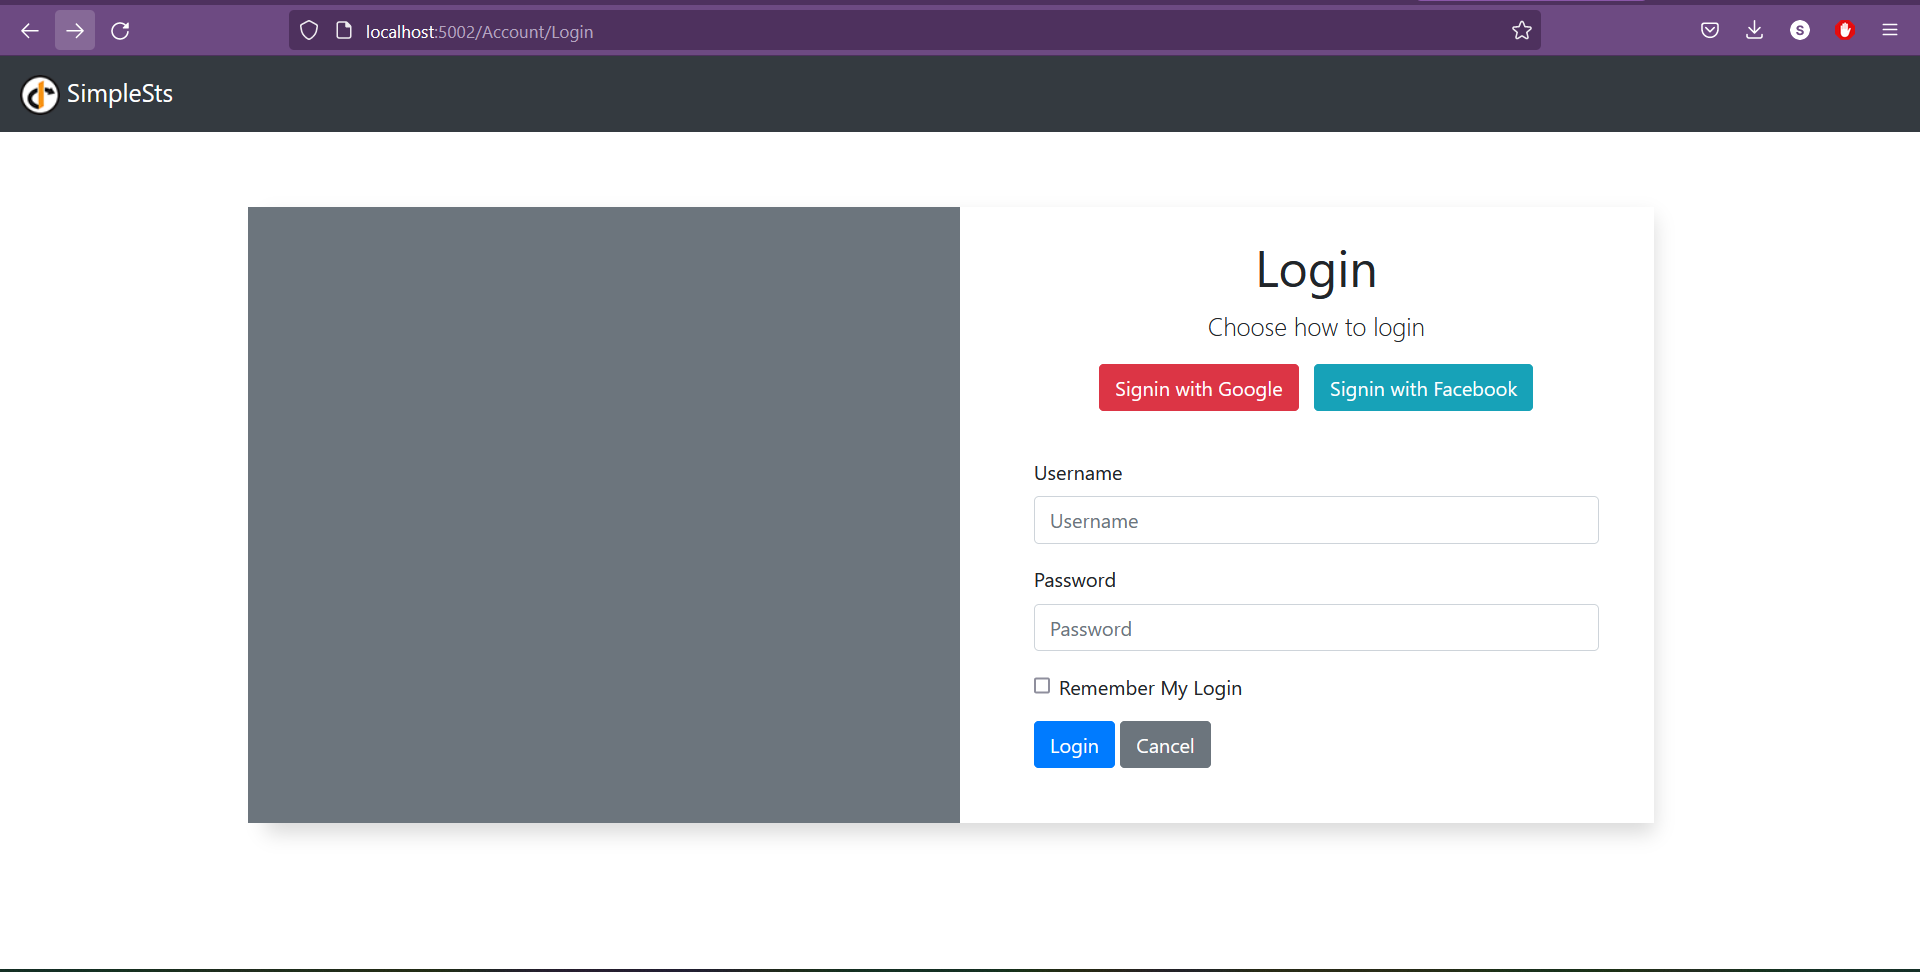 localhost:5002/Account/Login
S
SimpleSts
Login
Choose how to login
Signin with Google
Signin with Facebook
Username
Username
Password
Password
Remember My Login
Login
Cancel